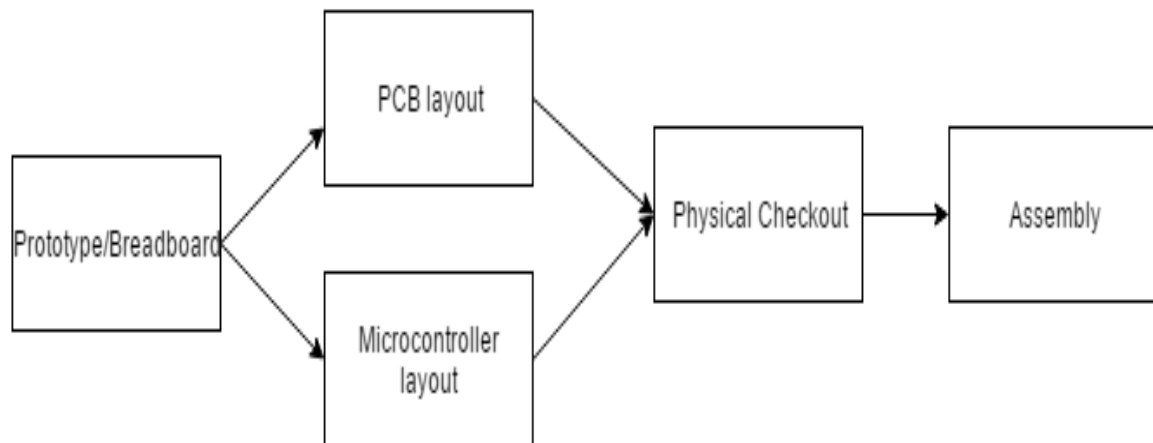 PCB layout
Prototype/Breadboard
Physical Checkout
Assembly
Microcontroller
layout